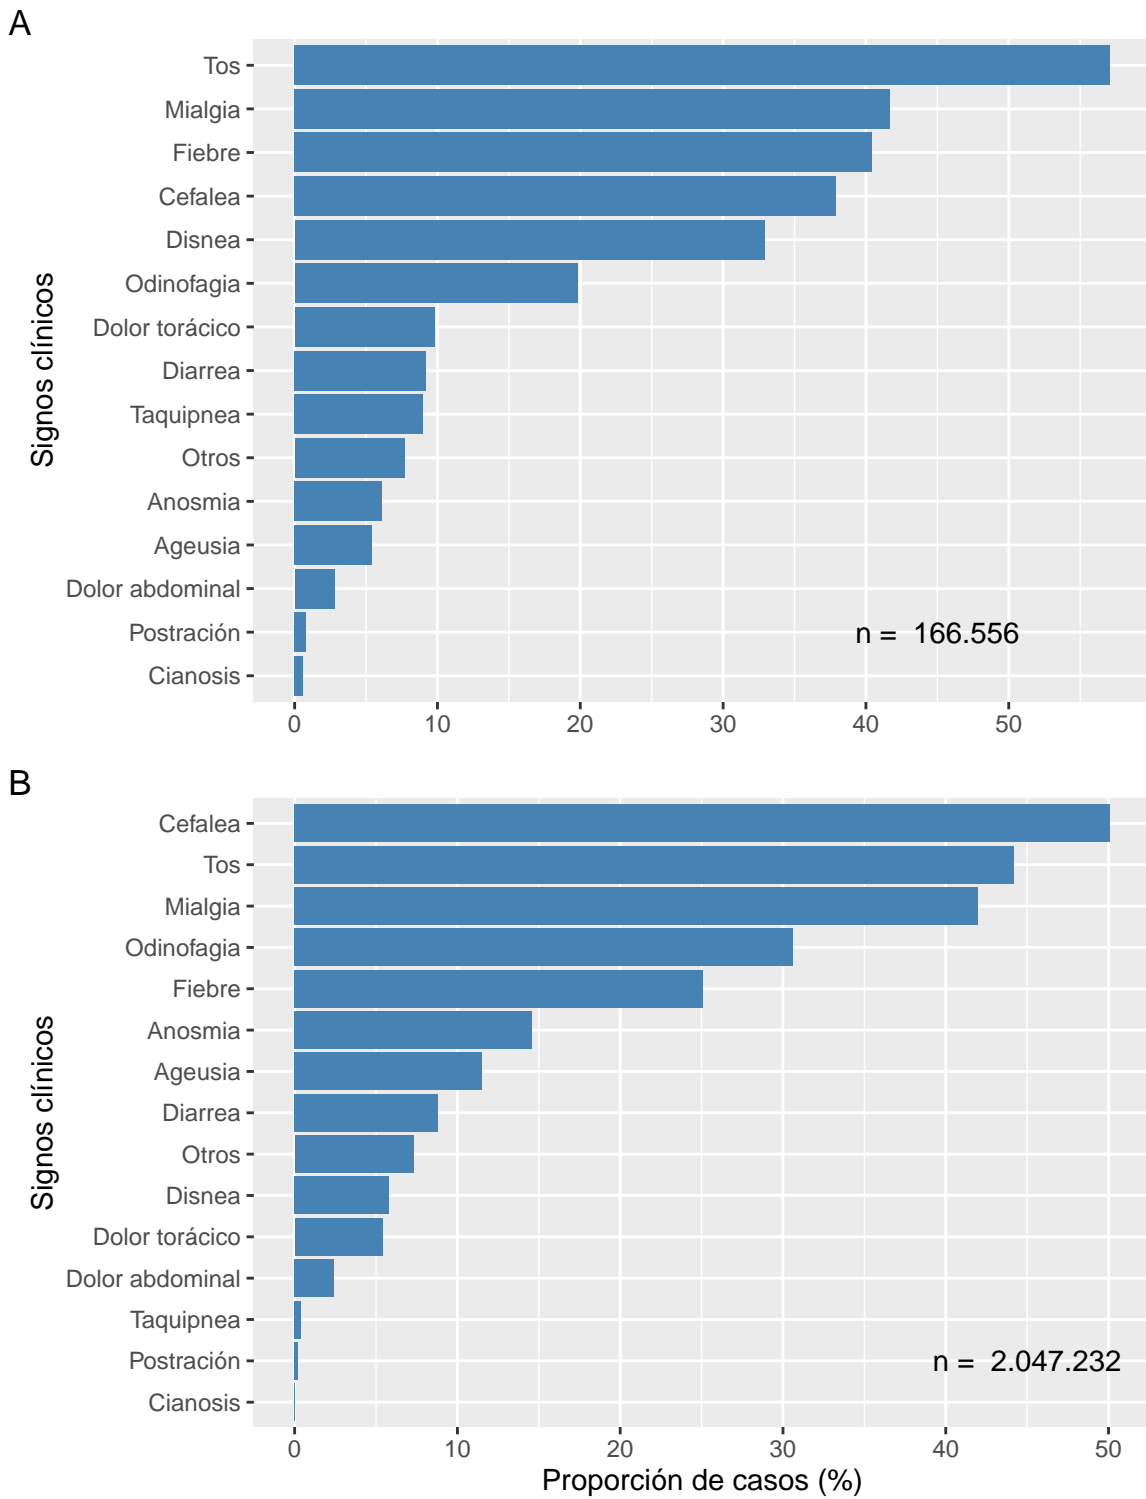 A
Signos clínicos
Tos
Mialgia
Fiebre
Cefalea
Disnea
Odinofagia
Dolor torácico
Diarrea
Taquipnea
Otros
Anosmia
Ageusia
Dolor abdominal
Postración
Cianosis
n =  166.556
0 10 20 30 40 50
B
Signos clínicos
Cefalea
Tos
Mialgia
Odinofagia
Fiebre
Anosmia
Ageusia
Diarrea
Otros
Disnea
Dolor torácico
Dolor abdominal
Taquipnea
Postración
Cianosis
n =  2.047.232
0 10 20 30 40 50
Proporción de casos (%)